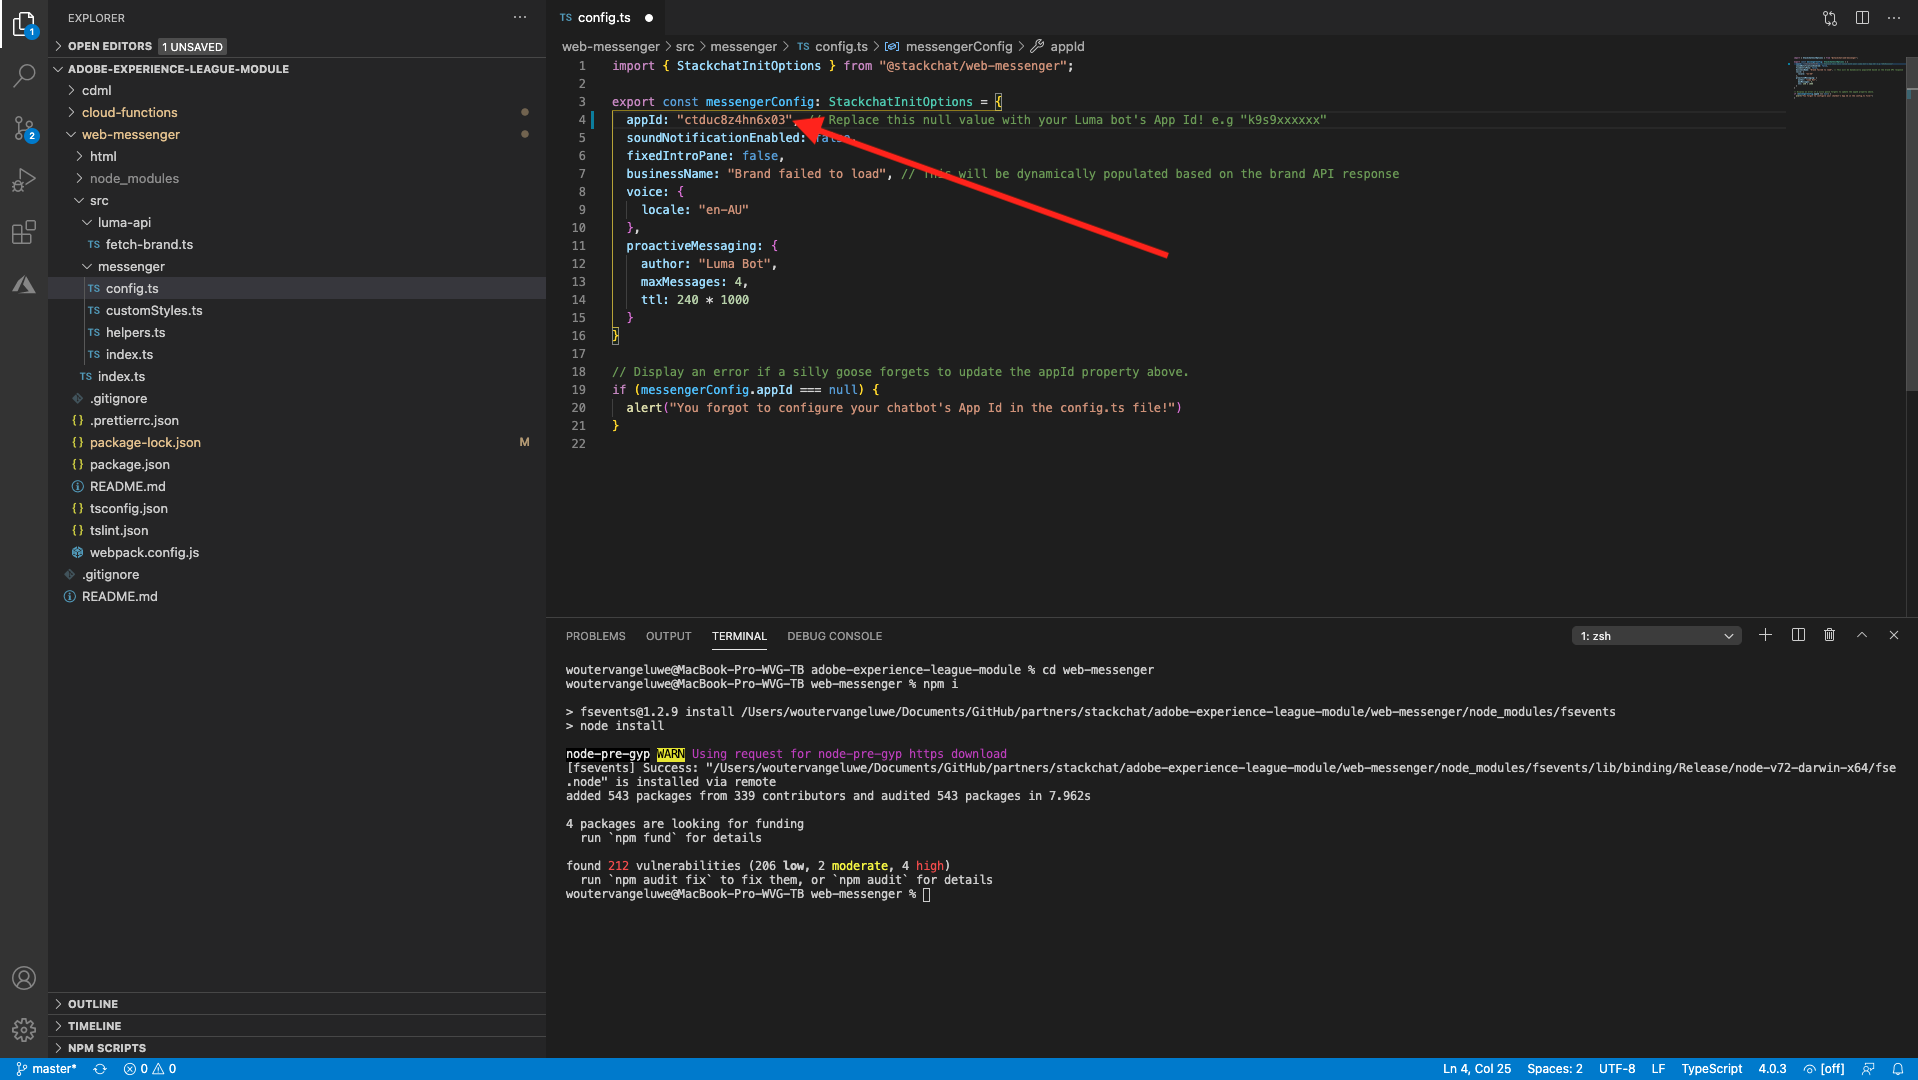 1
2
EXPLORER
OPEN EDITORS 1 UNSAVED
ADOBE-EXPERIENCE-LEAGUE-MODULE
cdml
cloud-functions
web-messenger
html
node_modules
src
luma-api
TS fetch-brand.ts
messenger
TS config.ts
TS customStyles.ts
TS helpers.ts
TS index.ts
TS index.ts
.gitignore
{} .prettierrc.json
{} package-lock.json M
{} package.json
README.md
{} tsconfig.json
{} tslint.json
webpack.config.js
.gitignore
README.md
OUTLINE
TIMELINE
NPM SCRIPTS
TS config.ts
web-messenger > src > messenger > TS config.ts > messengerConfig > appId
1 import { StackchatInitOptions } from "@stackchat/web-messenger";
2
3 export const messengerConfig: StackchatInitOptions = {
4 appId: "ctduc8z4hn6x03", // Replace this null value with your Luma bot's App Id! e.g "k9s9xxxxxx"
5 soundNotificationEnabled: false,
6 fixedIntroPane: false,
7 businessName: "Brand failed to load", // This will be dynamically populated based on the brand API response
8 voice: {
9 locale: "en-AU"
10 },
11 proactiveMessaging: {
12 author: "Luma Bot",
13 maxMessages: 4,
14 ttl: 240 * 1000
15 }
16 }
17
18 // Display an error if a silly goose forgets to update the appId property above.
19 if (messengerConfig.appId === null) {
20 alert("You forgot to configure your chatbot's App Id in the config.ts file!")
21 }
22
PROBLEMS OUTPUT TERMINAL DEBUG CONSOLE 1: zsh
woutervangeluwe@MacBook-Pro-WVG-TB adobe-experience-league-module % cd web-messenger
woutervangeluwe@MacBook-Pro-WVG-TB web-messenger % npm i
> fsevents@1.2.9 install /Users/woutervangeluwe/Documents/GitHub/partners/stackchat/adobe-experience-league-module/web-messenger/node_modules/fsevents
> node install
node-pre-gyp WARN Using request for node-pre-gyp https download
[fsevents] Success: "/Users/woutervangeluwe/Documents/GitHub/partners/stackchat/adobe-experience-league-module/web-messenger/node_modules/fsevents/lib/binding/Release/node-v72-darwin-x64/fse
.node" is installed via remote
added 543 packages from 339 contributors and audited 543 packages in 7.962s
4 packages are looking for funding
run `npm fund` for details
found 212 vulnerabilities (206 low, 2 moderate, 4 high)
run `npm audit fix` to fix them, or `npm audit` for details
woutervangeluwe@MacBook-Pro-WVG-TB web-messenger %
master* 0 0 Ln 4, Col 25 Spaces: 2 UTF-8 LF TypeScript 4.0.3 [off]